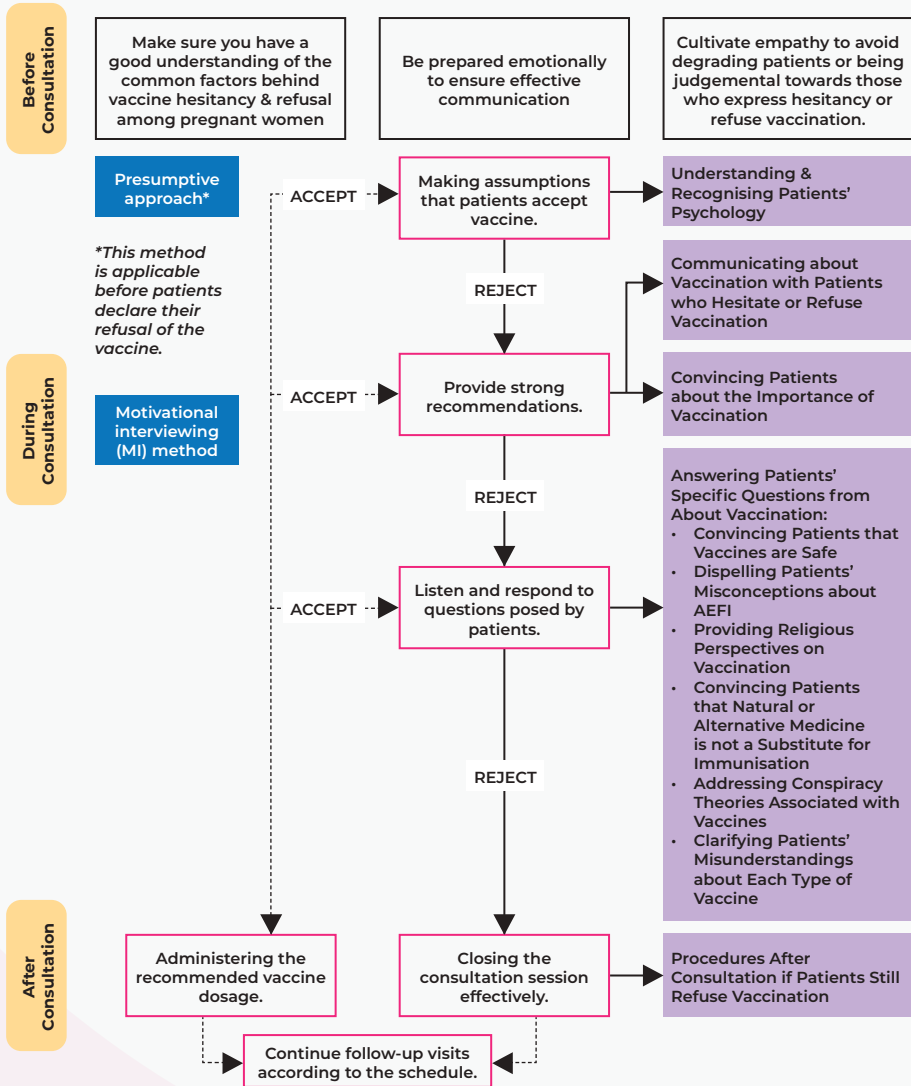 Before
Consultation
Make sure you have a
good understanding of the
common factors behind
vaccine hesitancy & refusal
among pregnant women
Be prepared emotionally
to ensure effective
communication
Cultivate empathy to avoid
degrading patients or being
judgemental towards those
who express hesitancy or
refuse vaccination.
During
Consultation
Presumptive
approach*
*This method
is applicable
before patients
declare their
refusal of the
vaccine.
Motivational
interviewing
(MI) method
ACCEPT
Making assumptions
that patients accept
vaccine.
Understanding &
Recognising Patients'
Psychology
REJECT
Communicating about
Vaccination with Patients
who Hesitate or Refuse
Vaccination
ACCEPT
Provide strong
recommendations.
Convincing Patients
about the Importance of
Vaccination
REJECT
ACCEPT
Listen and respond to
questions posed by
patients.
Answering Patients'
Specific Questions from
About Vaccination:
• Convincing Patients that
Vaccines are Safe
• Dispelling Patients'
Misconceptions about
AEFI
• Providing Religious
Perspectives on
Vaccination
• Convincing Patients
that Natural or
Alternative Medicine
is not a Substitute for
Immunisation
• Addressing Conspiracy
Theories Associated with
Vaccines
• Clarifying Patients'
Misunderstandings
about Each Type of
Vaccine
REJECT
After
Consultation
Administering the
recommended vaccine
dosage.
Closing the
consultation session
effectively.
Procedures After
Consultation if Patients Still
Refuse Vaccination
Continue follow-up visits
according to the schedule.